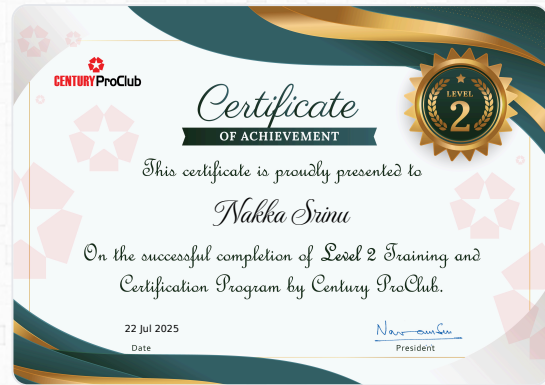 CENTURY ProClub
Certificate
OF ACHIEVEMENT
LEVEL
2
This certificate is proudly presented to
Nakka Srinu
On the successful completion of Level 2 Training and
Certification Program by Century ProClub.
22 Jul 2025
Date
President